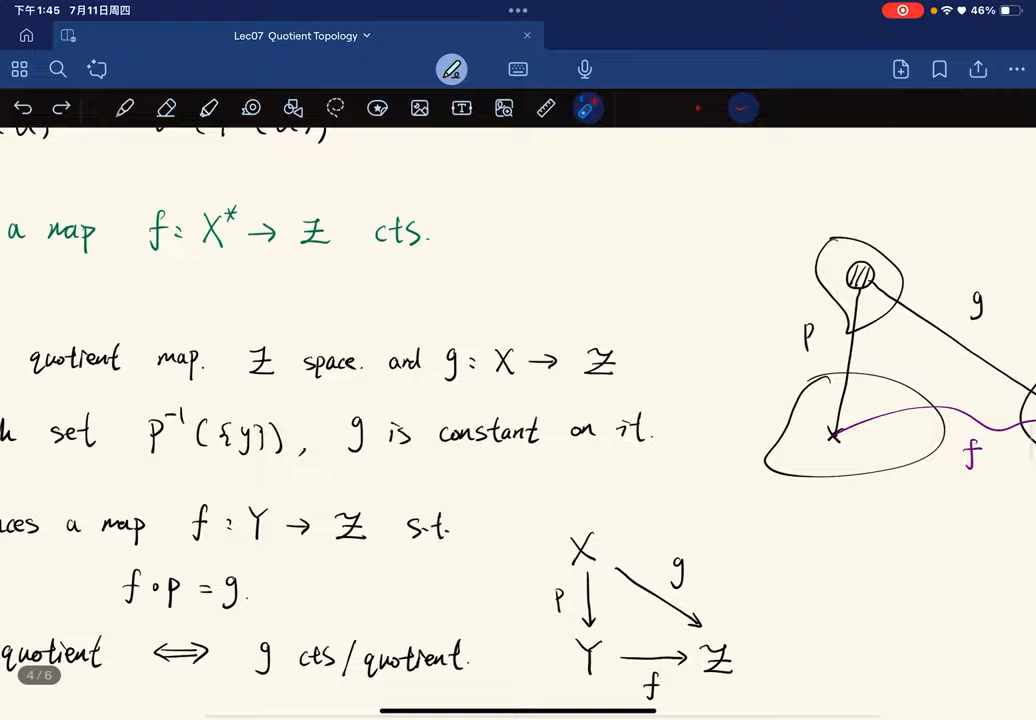 下午1:45 7月11日周四
46%
Lec07 Quotient Topology
a map f: X* → Z cts.
quotient map. Z space. and g: X → Z
set p⁻¹({y}), g is constant on it.
a map f: Y → Z s.t.
f∘p = g.
quotient ⟺ g cts/quotient.
4/6
p
g
f
X
g
p
Y → Z
f